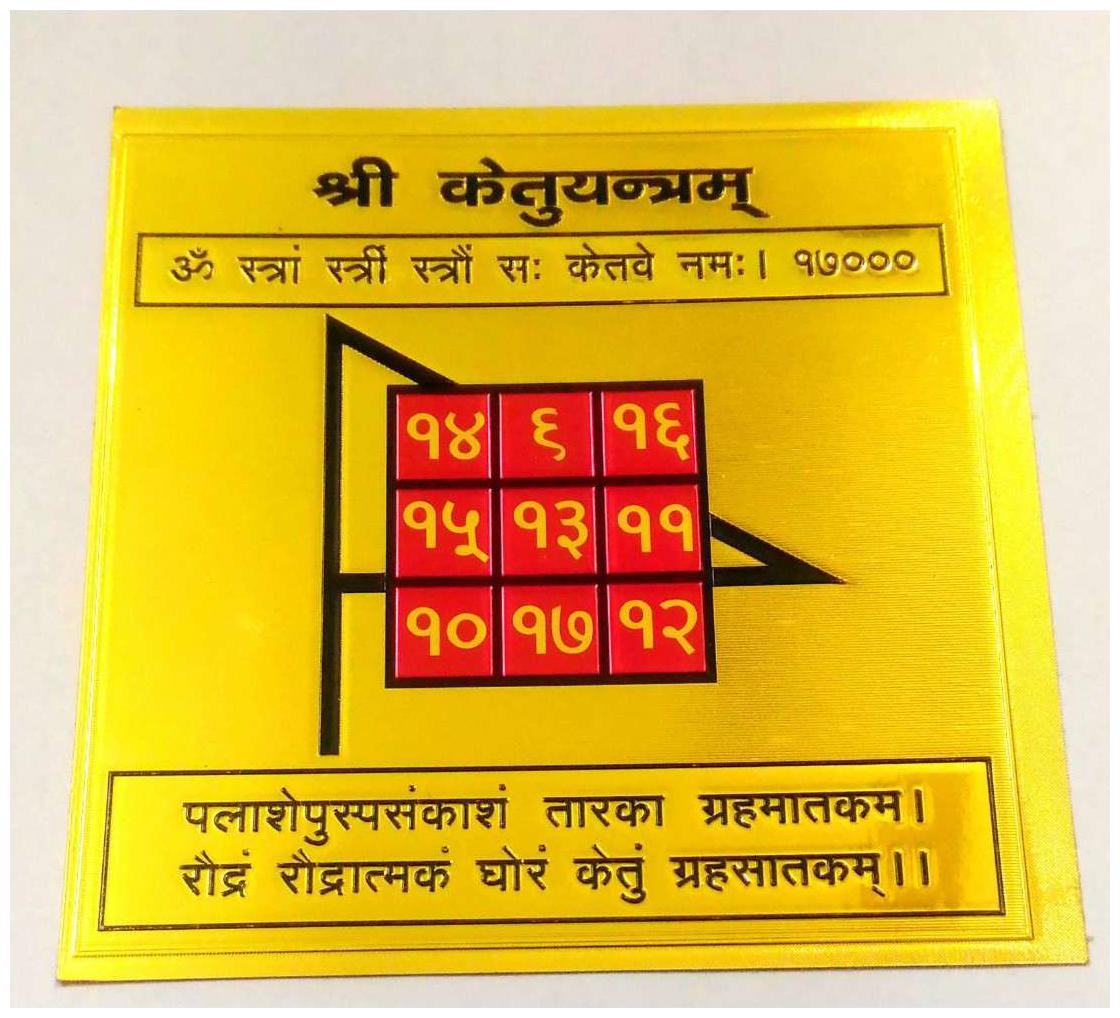 श्री केतुयन्त्रम्
ॐ स्त्रां स्त्रीं स्त्रौं सः केतवे नमः। १७०००
१४ ६ १६
१५ १३ ११
१० १७ १२
पलाशेपुस्पसंकाशं तारका ग्रहमातकम।
रौद्रं रौद्रात्मकं घोरं केतुं ग्रहसातकम्।।